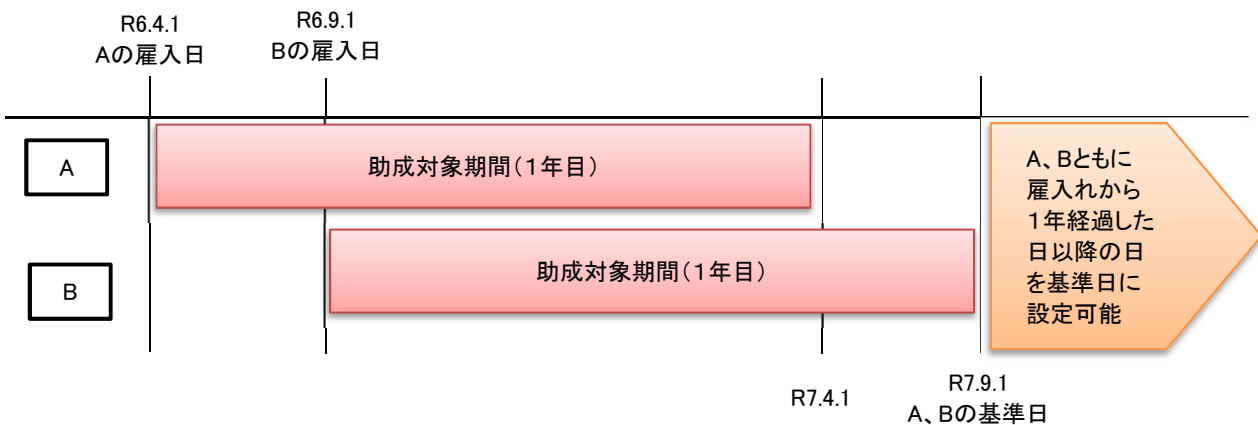 R6.4.1
Aの雇入日
R6.9.1
Bの雇入日
A
助成対象期間(1年目)
B
助成対象期間(1年目)
A、Bともに
雇入れから
1年経過した
日以降の日
を基準日に
設定可能
R7.4.1
R7.9.1
A、Bの基準日